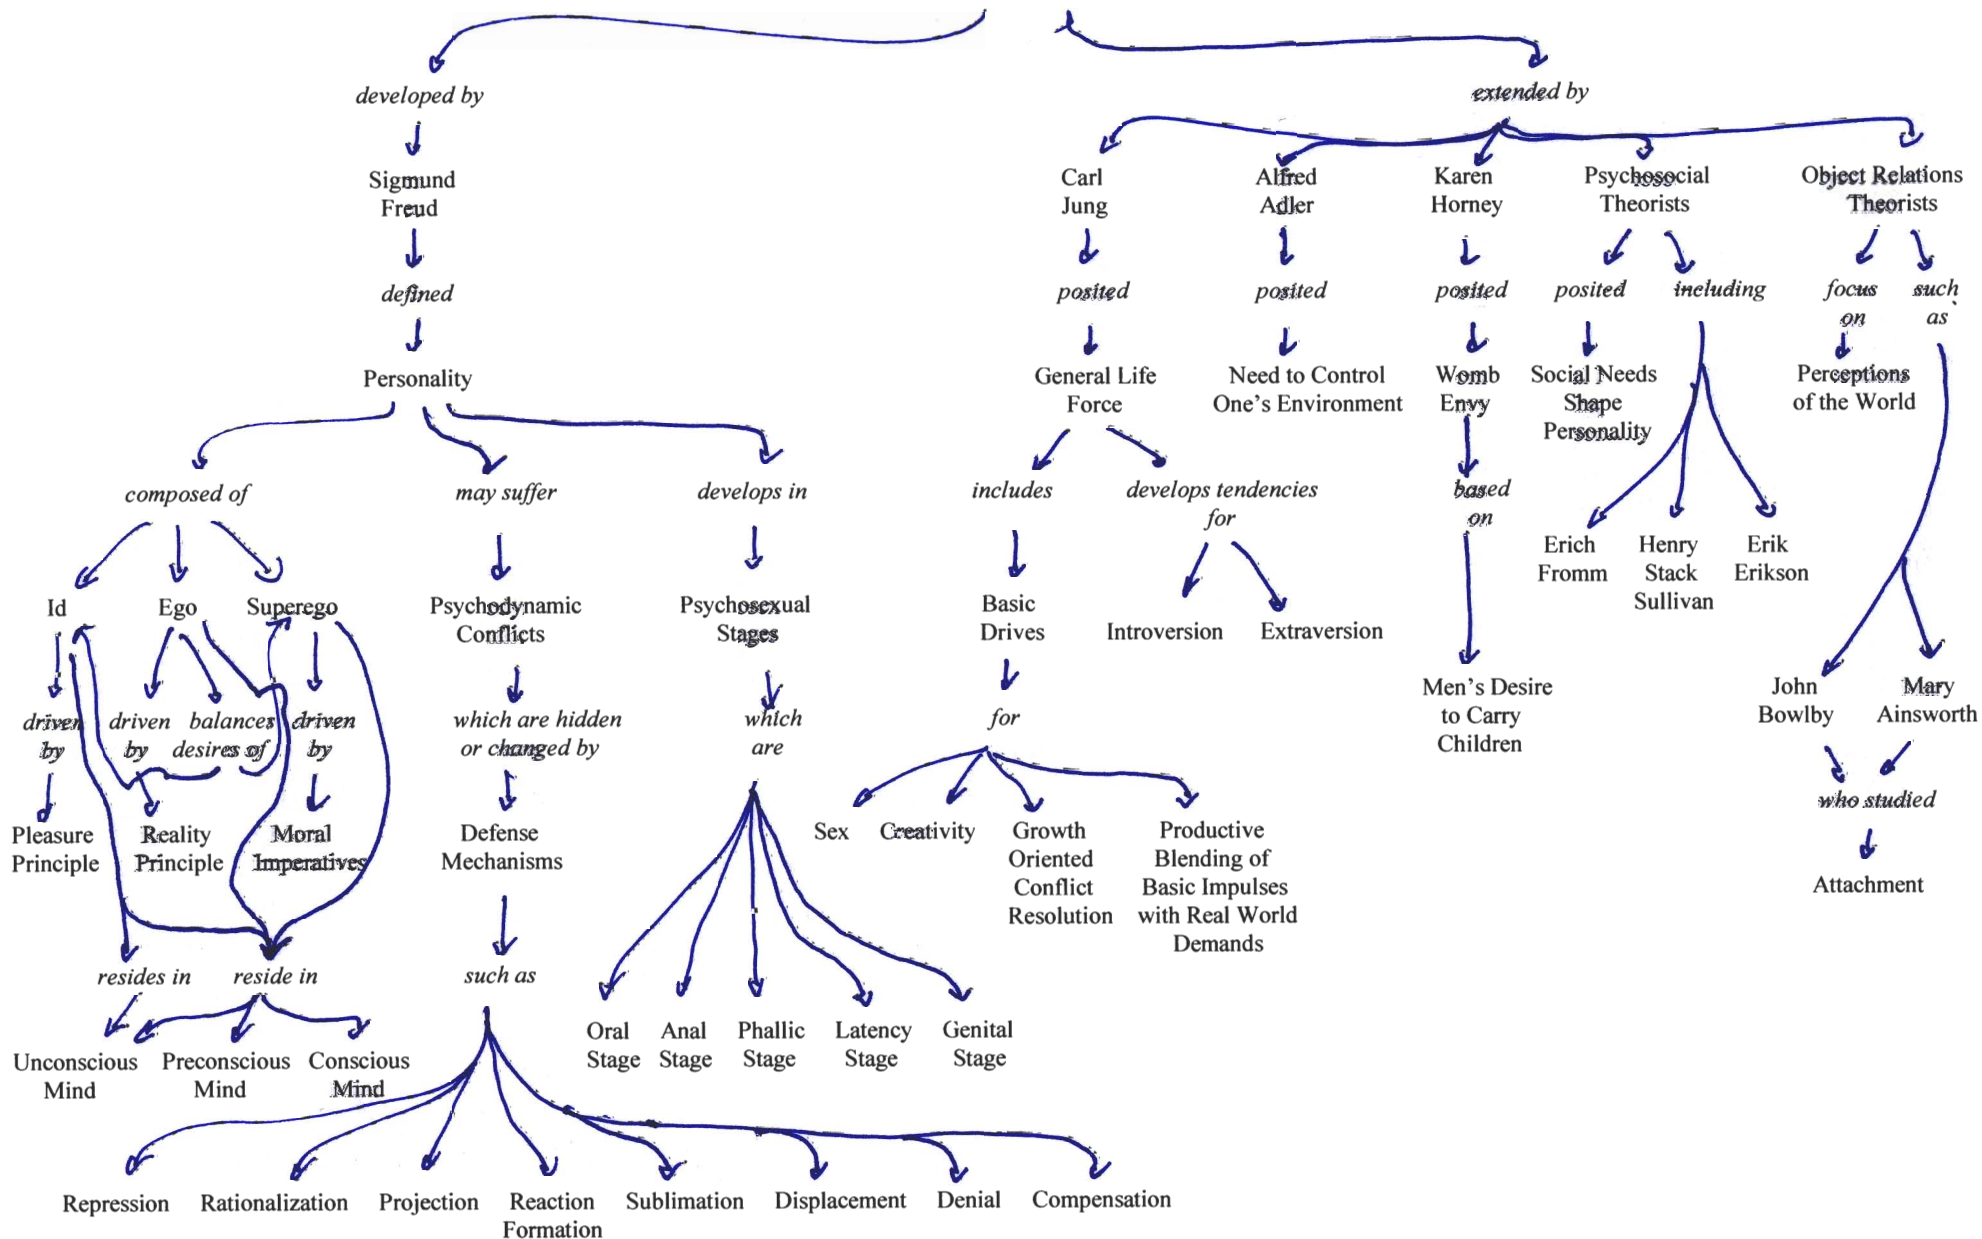 developed by
extended by
Sigmund
Freud
Carl
Jung
Alfred
Adler
Karen
Horney
Psychosocial
Theorists
Object Relations
Theorists
defined
posited
posited
posited
posited
including
focus
on
such
as
Personality
General Life
Force
Need to Control
One's Environment
Womb
Envy
Social Needs
Shape
Personality
Perceptions
of the World
composed of
may suffer
develops in
includes
develops tendencies
for
based
on
Erich
Fromm
Henry
Stack
Sullivan
Erik
Erikson
Id
Ego
Superego
Psychodynamic
Conflicts
Psychosexual
Stages
Basic
Drives
Introversion
Extraversion
driven
by
driven
by
balances
desires of
driven
by
which are hidden
or changed by
which
are
for
Men's Desire
to Carry
Children
John
Bowlby
Mary
Ainsworth
who studied
Attachment
Pleasure
Principle
Reality
Principle
Moral
Imperatives
Defense
Mechanisms
Sex
Creativity
Growth
Oriented
Conflict
Resolution
Productive
Blending of
Basic Impulses
with Real World
Demands
resides in
reside in
such as
Unconscious
Mind
Preconscious
Mind
Conscious
Mind
Oral
Stage
Anal
Stage
Phallic
Stage
Latency
Stage
Genital
Stage
Repression
Rationalization
Projection
Reaction
Formation
Sublimation
Displacement
Denial
Compensation